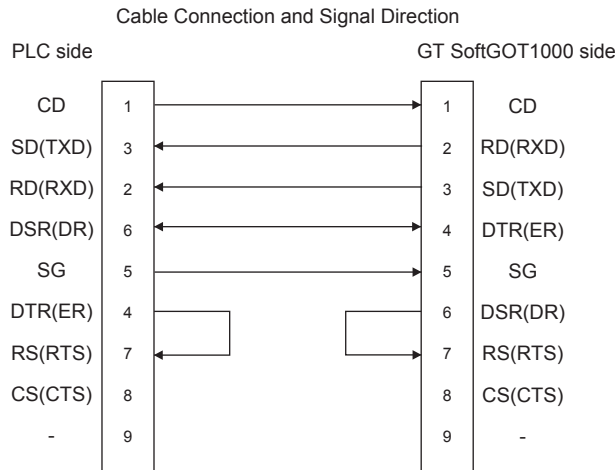 Cable Connection and Signal Direction
PLC side GT SoftGOT1000 side
CD 1 1 CD
SD(TXD) 3 2 RD(RXD)
RD(RXD) 2 3 SD(TXD)
DSR(DR) 6 4 DTR(ER)
SG 5 5 SG
DTR(ER) 4 6 DSR(DR)
RS(RTS) 7 7 RS(RTS)
CS(CTS) 8 8 CS(CTS)
- 9 9 -